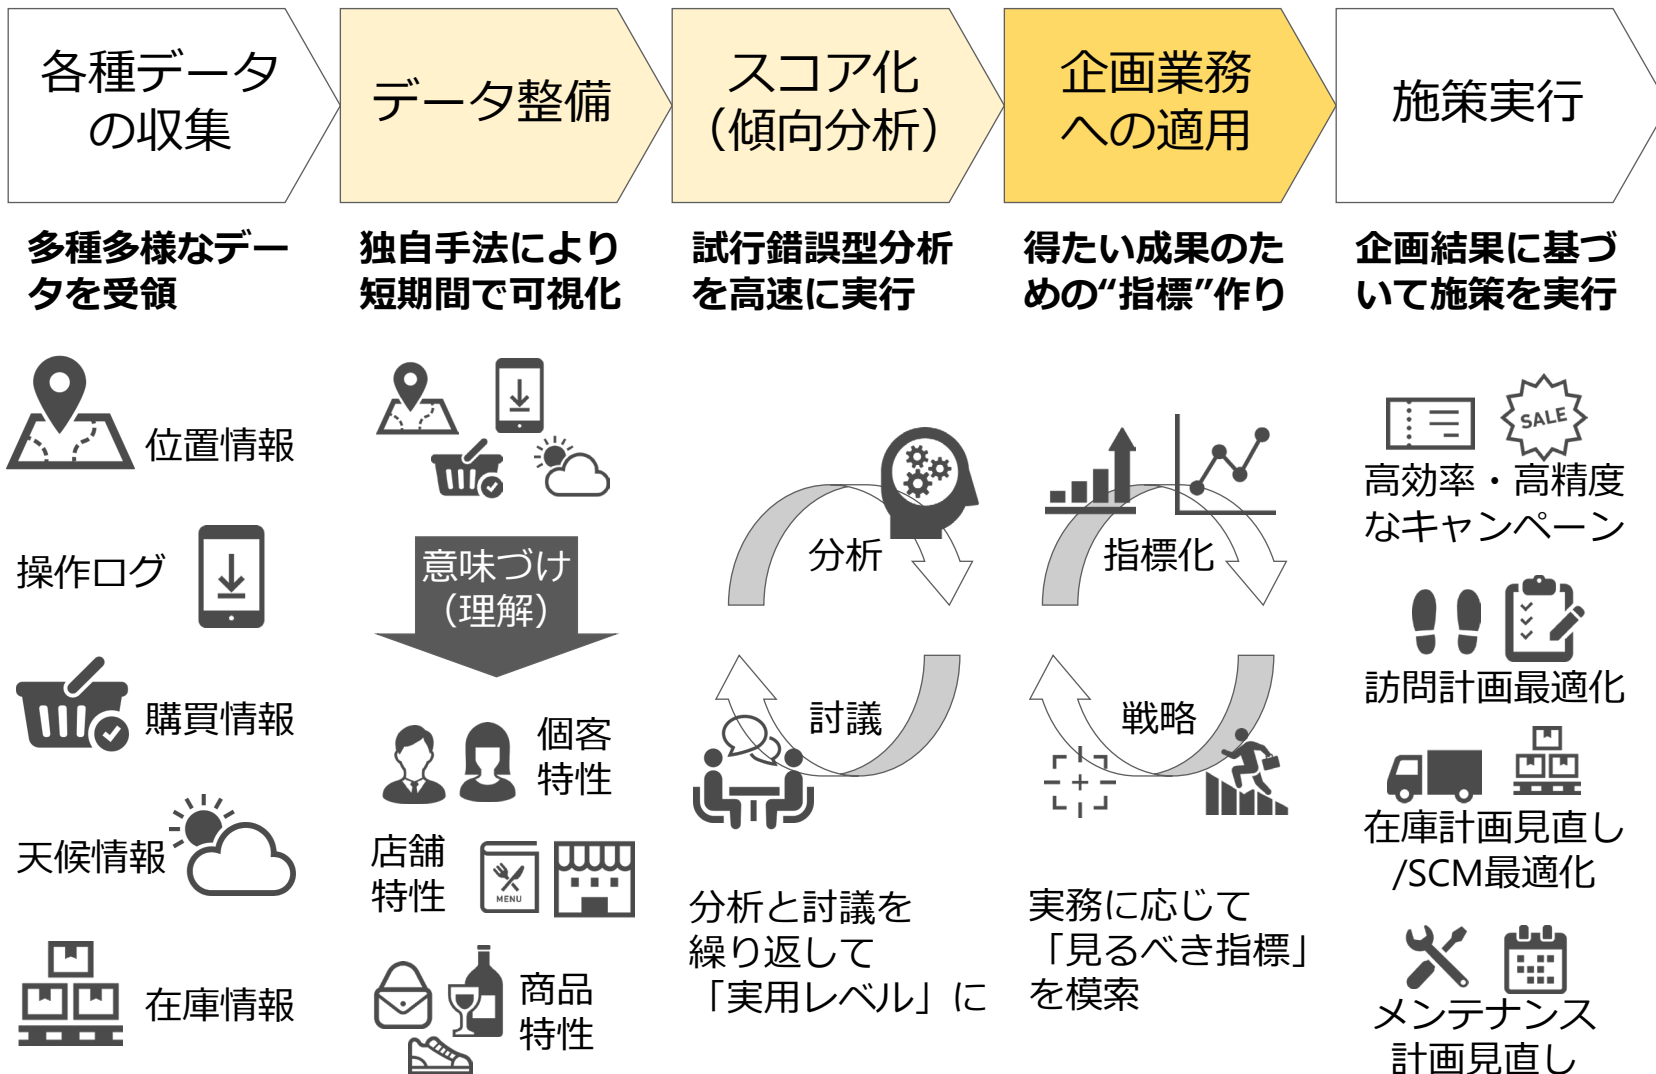 各種データ
の収集
データ整備
スコア化
（傾向分析）
企画業務
への適用
施策実行
多種多様なデー
タを受領
独自手法により
短期間で可視化
試行錯誤型分析
を高速に実行
得たい成果のた
めの“指標”作り
企画結果に基づ
いて施策を実行
位置情報
操作ログ
購買情報
天候情報
在庫情報
意味づけ
（理解）
個客
特性
店舗
特性
MENU
商品
特性
分析
討議
分析と討議を
繰り返して
「実用レベル」に
指標化
戦略
実務に応じて
「見るべき指標」
を模索
SALE
高効率・高精度
なキャンペーン
訪問計画最適化
在庫計画見直し
/SCM最適化
メンテナンス
計画見直し